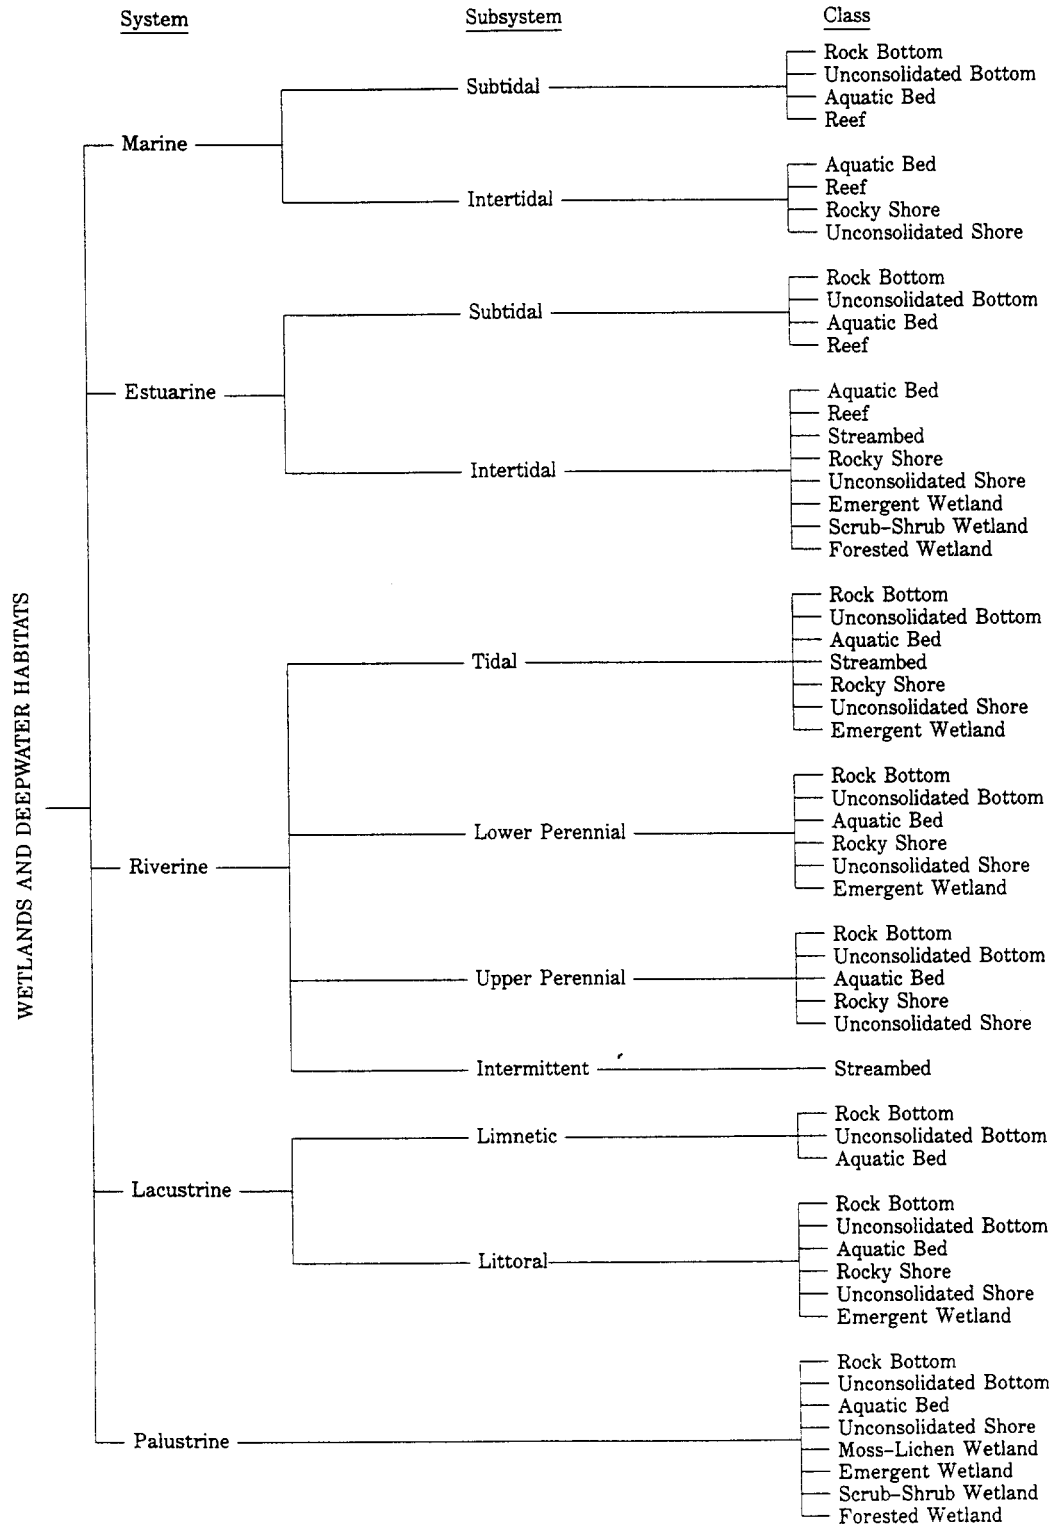 System
Subsystem
Class
WETLANDS AND DEEPWATER HABITATS
Marine
Subtidal
Rock Bottom
Unconsolidated Bottom
Aquatic Bed
Reef
Intertidal
Aquatic Bed
Reef
Rocky Shore
Unconsolidated Shore
Estuarine
Subtidal
Rock Bottom
Unconsolidated Bottom
Aquatic Bed
Reef
Intertidal
Aquatic Bed
Reef
Streambed
Rocky Shore
Unconsolidated Shore
Emergent Wetland
Scrub-Shrub Wetland
Forested Wetland
Riverine
Tidal
Rock Bottom
Unconsolidated Bottom
Aquatic Bed
Streambed
Rocky Shore
Unconsolidated Shore
Emergent Wetland
Lower Perennial
Rock Bottom
Unconsolidated Bottom
Aquatic Bed
Rocky Shore
Unconsolidated Shore
Emergent Wetland
Upper Perennial
Rock Bottom
Unconsolidated Bottom
Aquatic Bed
Rocky Shore
Unconsolidated Shore
Intermittent
Streambed
Lacustrine
Limnetic
Rock Bottom
Unconsolidated Bottom
Aquatic Bed
Littoral
Rock Bottom
Unconsolidated Bottom
Aquatic Bed
Rocky Shore
Unconsolidated Shore
Emergent Wetland
Palustrine
Rock Bottom
Unconsolidated Bottom
Aquatic Bed
Unconsolidated Shore
Moss-Lichen Wetland
Emergent Wetland
Scrub-Shrub Wetland
Forested Wetland